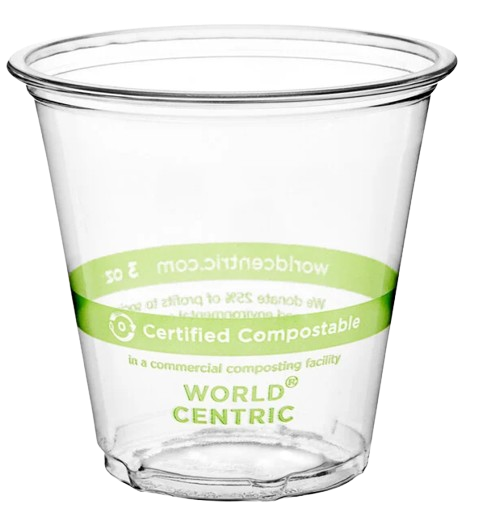 worldcentric.com 3 oz
We donate 25% of profits to
Certified Compostable
in a commercial composting facility
WORLD®
CENTRIC